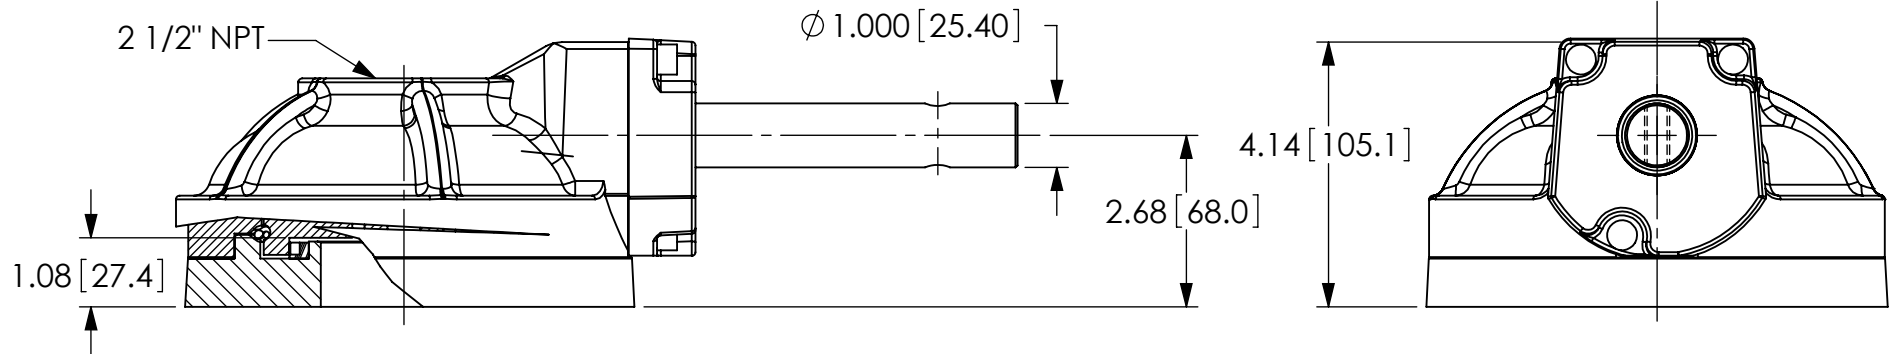 2 1/2" NPT
∅ 1.000 [25.40]
4.14 [105.1]
2.68 [68.0]
1.08 [27.4]